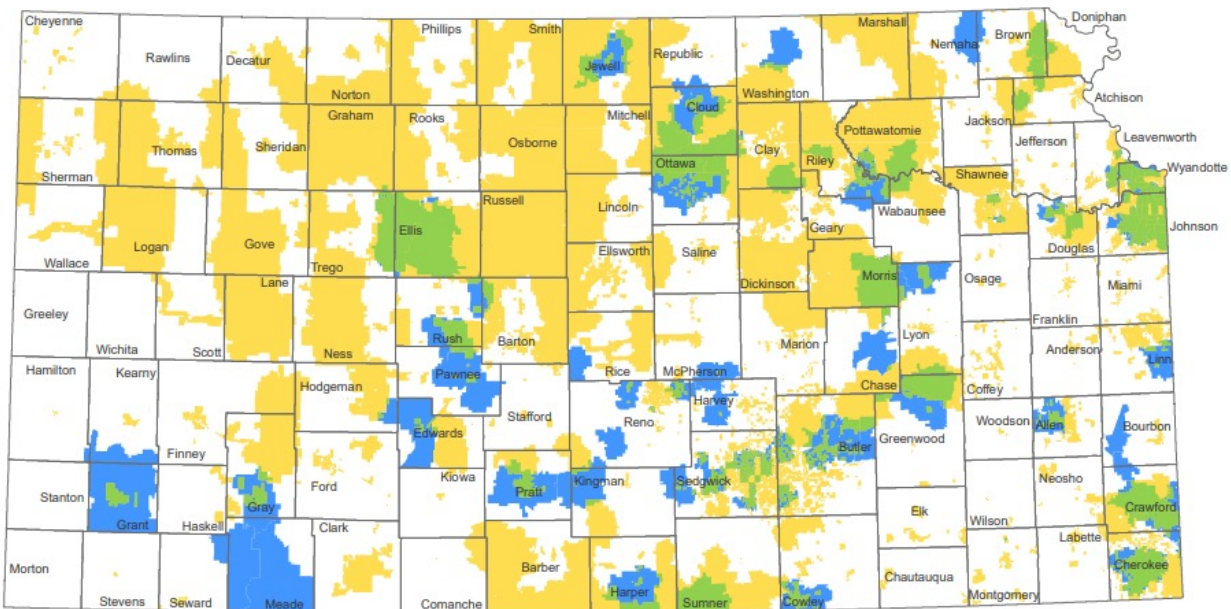 Cheyenne
Rawlins
Decatur
Norton
Phillips
Smith
Jewell
Republic
Washington
Marshall
Nemaha
Brown
Doniphan
Sherman
Thomas
Sheridan
Graham
Rooks
Osborne
Mitchell
Cloud
Clay
Riley
Pottawatomie
Jackson
Atchison
Jefferson
Leavenworth
Wyandotte
Wallace
Logan
Gove
Trego
Ellis
Russell
Lincoln
Ottawa
Saline
Ellsworth
Dickinson
Geary
Wabaunsee
Shawnee
Douglas
Johnson
Greeley
Wichita
Scott
Lane
Ness
Rush
Barton
Rice
McPherson
Marion
Morris
Chase
Lyon
Osage
Coffey
Franklin
Miami
Anderson
Linn
Hamilton
Kearny
Finney
Hodgeman
Pawnee
Edwards
Stafford
Reno
Harvey
Butler
Greenwood
Woodson
Allen
Bourbon
Stanton
Grant
Haskell
Gray
Ford
Kiowa
Pratt
Kingman
Sedgwick
Elk
Wilson
Neosho
Crawford
Morton
Stevens
Seward
Meade
Clark
Comanche
Barber
Harper
Sumner
Cowley
Chautauqua
Montgomery
Labette
Cherokee